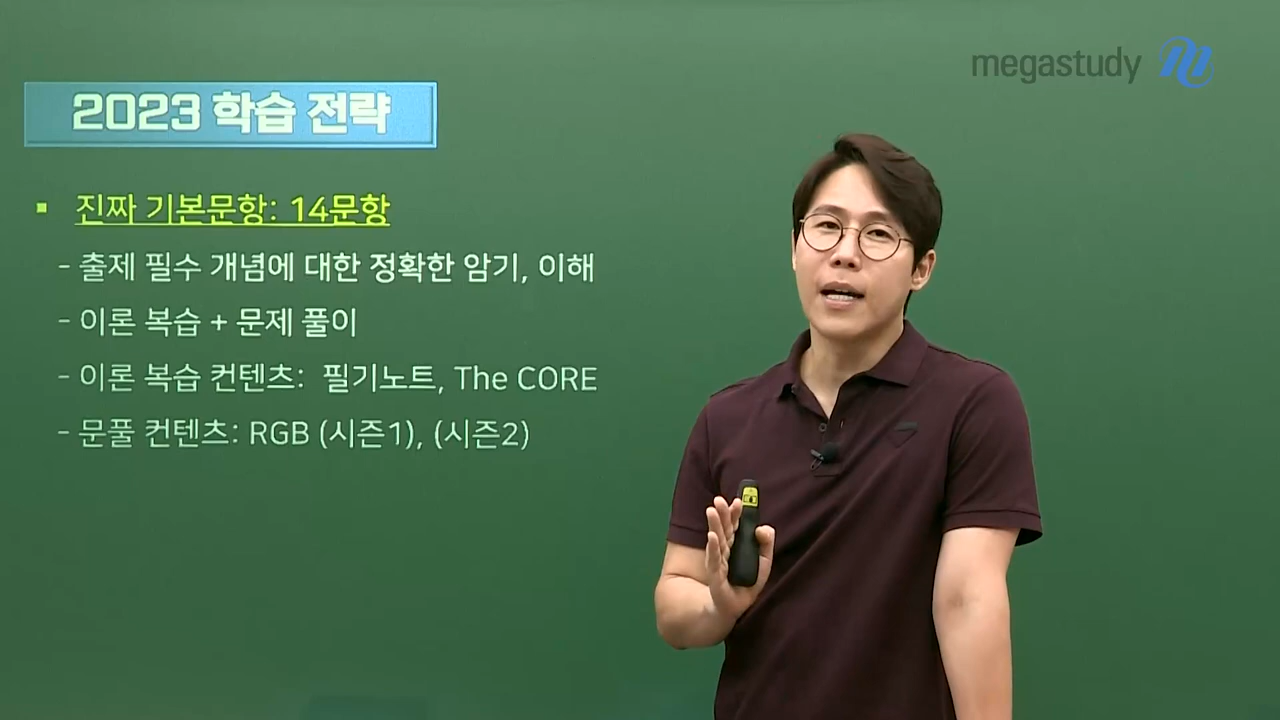 megastudy
2023 학습 전략
진짜 기본문항: 14문항
- 출제 필수 개념에 대한 정확한 암기, 이해
- 이론 복습 + 문제 풀이
- 이론 복습 컨텐츠: 필기노트, The CORE
- 문풀 컨텐츠: RGB (시즌1), (시즌2)